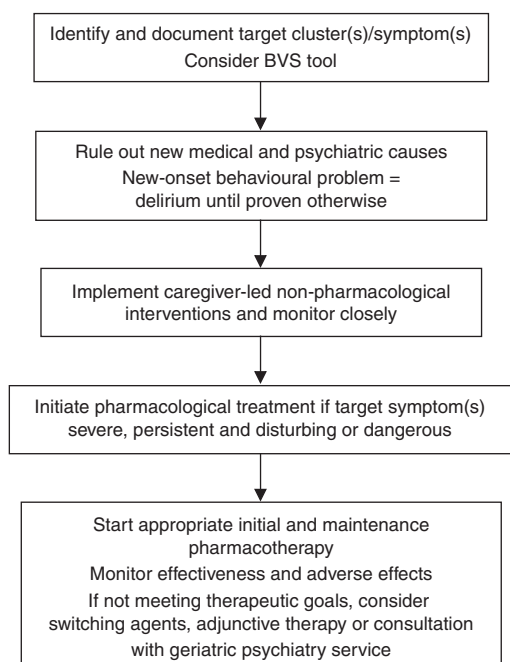 Identify and document target cluster(s)/symptom(s)
Consider BVS tool
Rule out new medical and psychiatric causes
New-onset behavioural problem =
delirium until proven otherwise
Implement caregiver-led non-pharmacological
interventions and monitor closely
Initiate pharmacological treatment if target symptom(s)
severe, persistent and disturbing or dangerous
Start appropriate initial and maintenance
pharmacotherapy
Monitor effectiveness and adverse effects
If not meeting therapeutic goals, consider
switching agents, adjunctive therapy or consultation
with geriatric psychiatry service